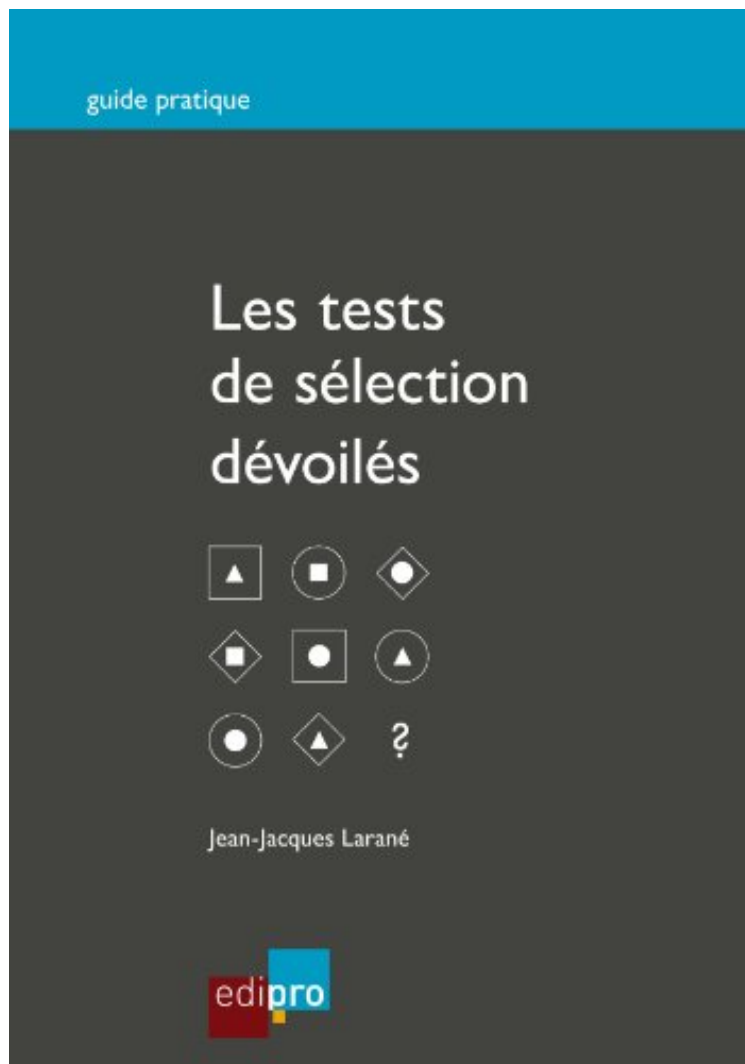 guide pratique
Les tests
de sélection
dévoilés
?
Jean-Jacques Larané
edipro